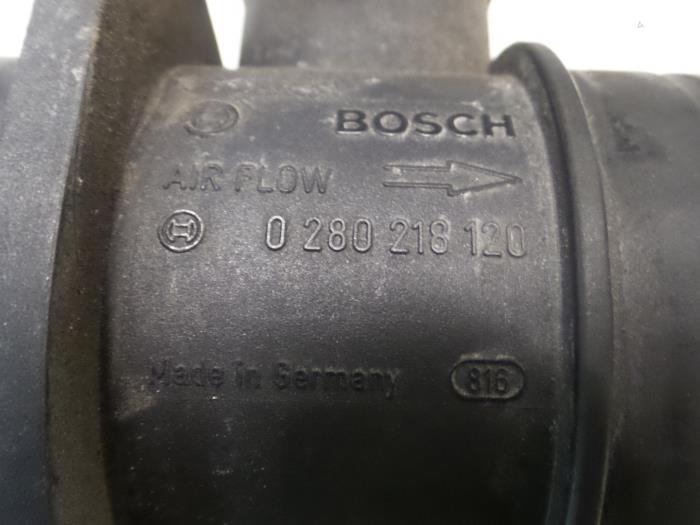 BOSCH
AIR FLOW
0 280 218 120
Made in Germany 816